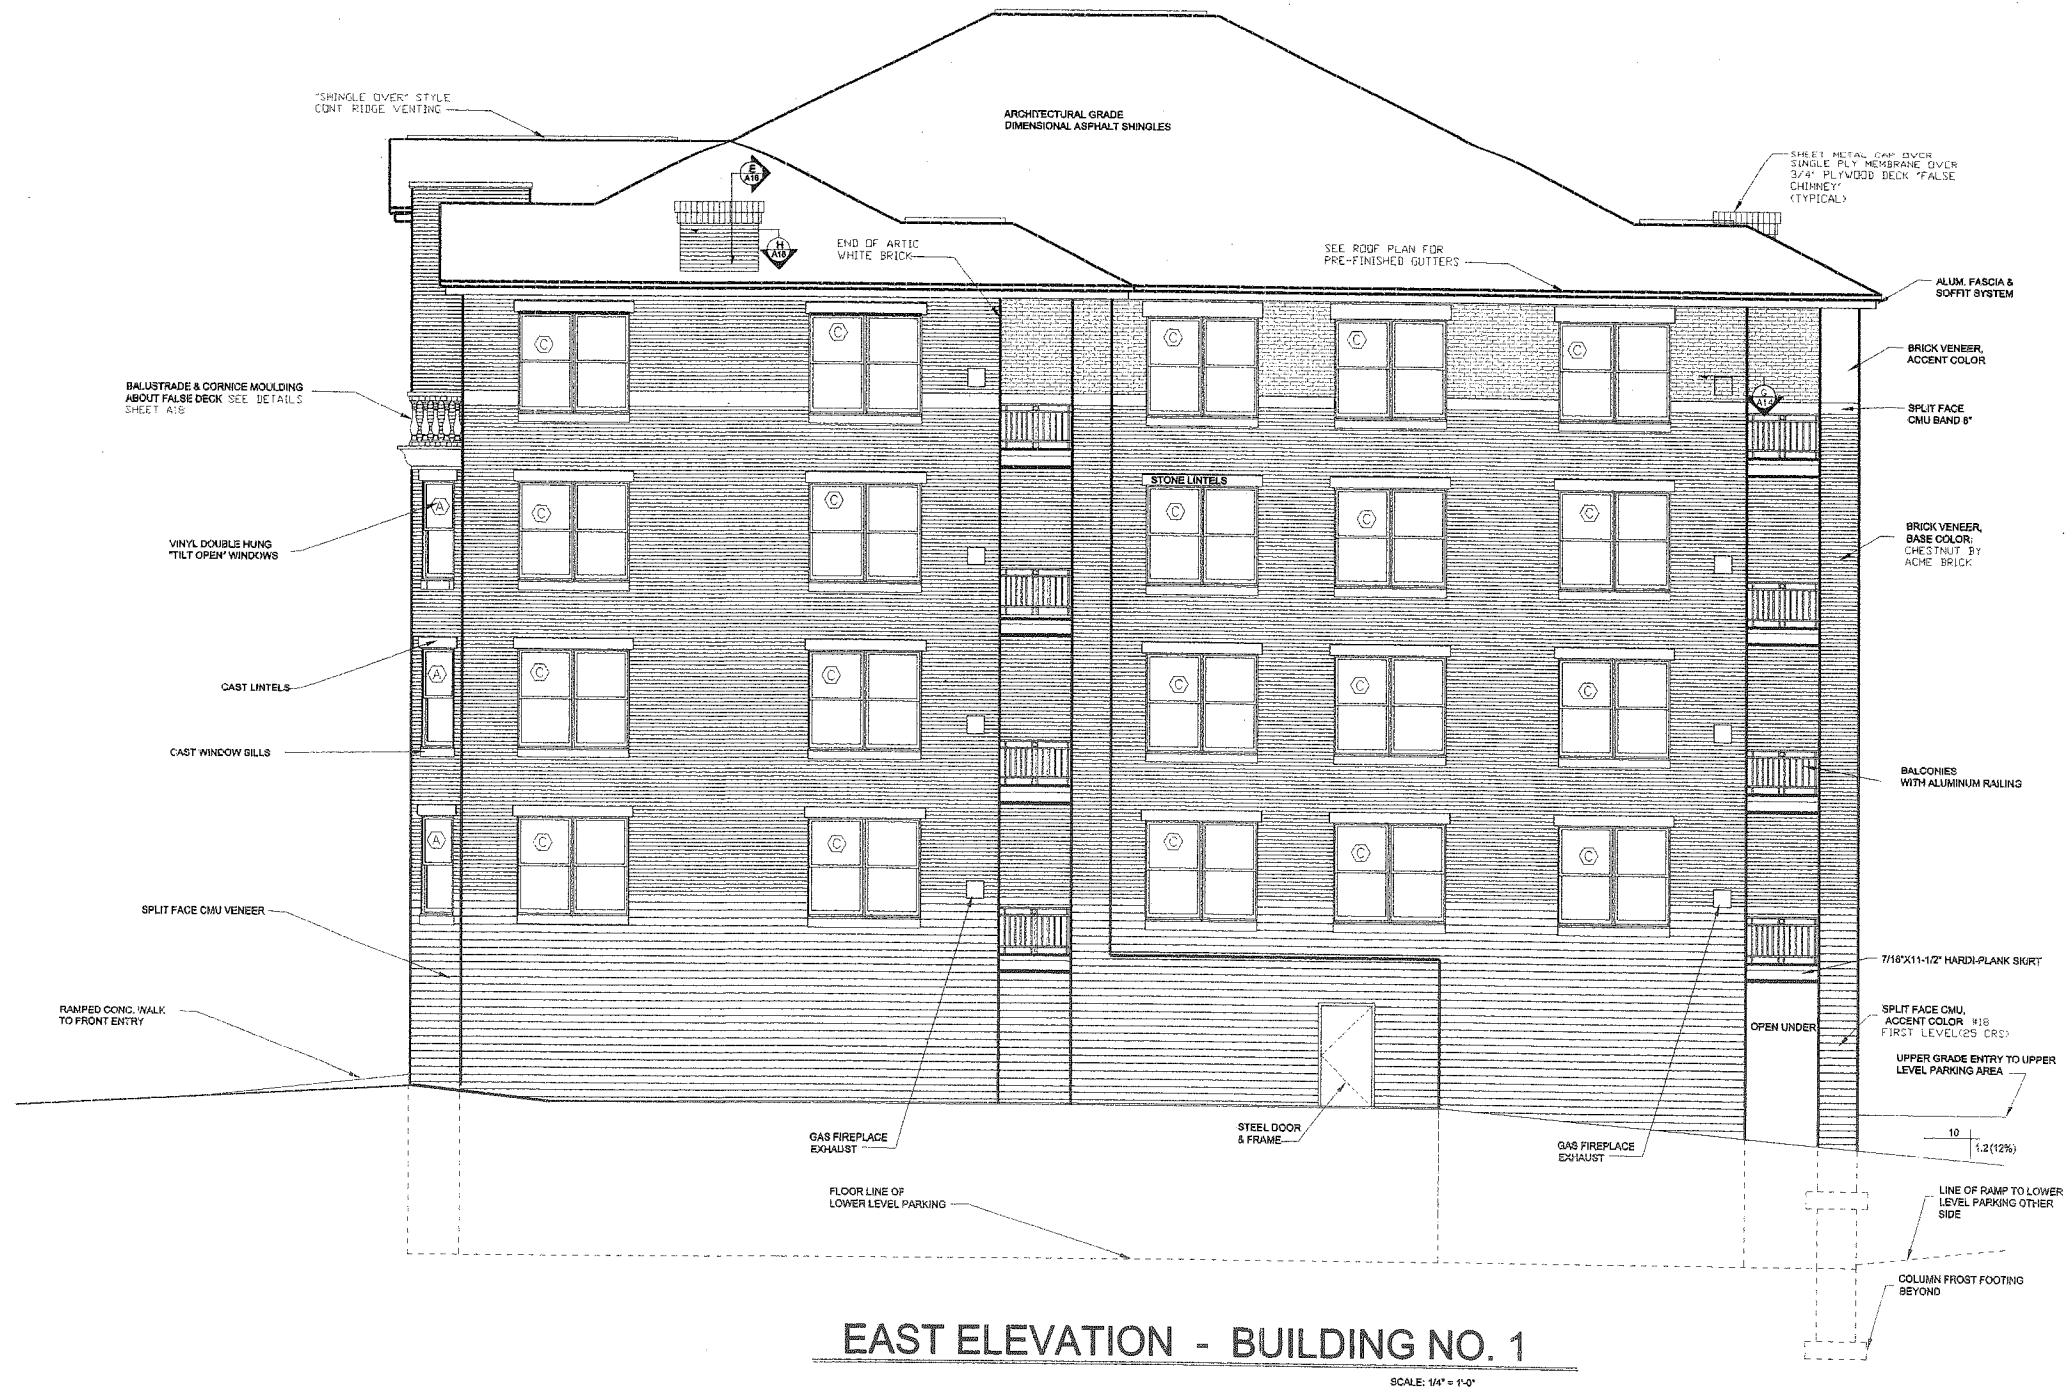 "SHINGLE OVER" STYLE
CONT RIDGE VENTING
ARCHITECTURAL GRADE
DIMENSIONAL ASPHALT SHINGLES
SHEET METAL CAP OVER
SINGLE PLY MEMBRANE OVER
3/4" PLYWOOD DECK "FALSE
CHIMNEY"
(TYPICAL)
E
A16
H
A18
END OF ARTIC
WHITE BRICK
SEE ROOF PLAN FOR
PRE-FINISHED GUTTERS
ALUM. FASCIA &
SOFFIT SYSTEM
C
C
C
C
C
BRICK VENEER,
ACCENT COLOR
BALUSTRADE & CORNICE MOULDING
ABOUT FALSE DECK SEE DETAILS
SHEET A18
G
A14
SPLIT FACE
CMU BAND 8"
STONE LINTELS
A
C
C
C
C
C
VINYL DOUBLE HUNG
"TILT OPEN" WINDOWS
BRICK VENEER,
BASE COLOR:
CHESTNUT BY
ACME BRICK
A
C
C
C
C
C
CAST LINTELS
CAST WINDOW SILLS
BALCONIES
WITH ALUMINUM RAILING
A
C
C
C
C
C
SPLIT FACE CMU VENEER
7/16"X11-1/2" HARDI-PLANK SKIRT
RAMPED CONC. WALK
TO FRONT ENTRY
OPEN UNDER
SPLIT FACE CMU,
ACCENT COLOR #18
FIRST LEVEL(25 CRS)
UPPER GRADE ENTRY TO UPPER
LEVEL PARKING AREA
GAS FIREPLACE
EXHAUST
STEEL DOOR
& FRAME
GAS FIREPLACE
EXHAUST
10
1.2(12%)
FLOOR LINE OF
LOWER LEVEL PARKING
LINE OF RAMP TO LOWER
LEVEL PARKING OTHER
SIDE
COLUMN FROST FOOTING
BEYOND
EAST ELEVATION - BUILDING NO. 1
SCALE: 1/4" = 1'-0"